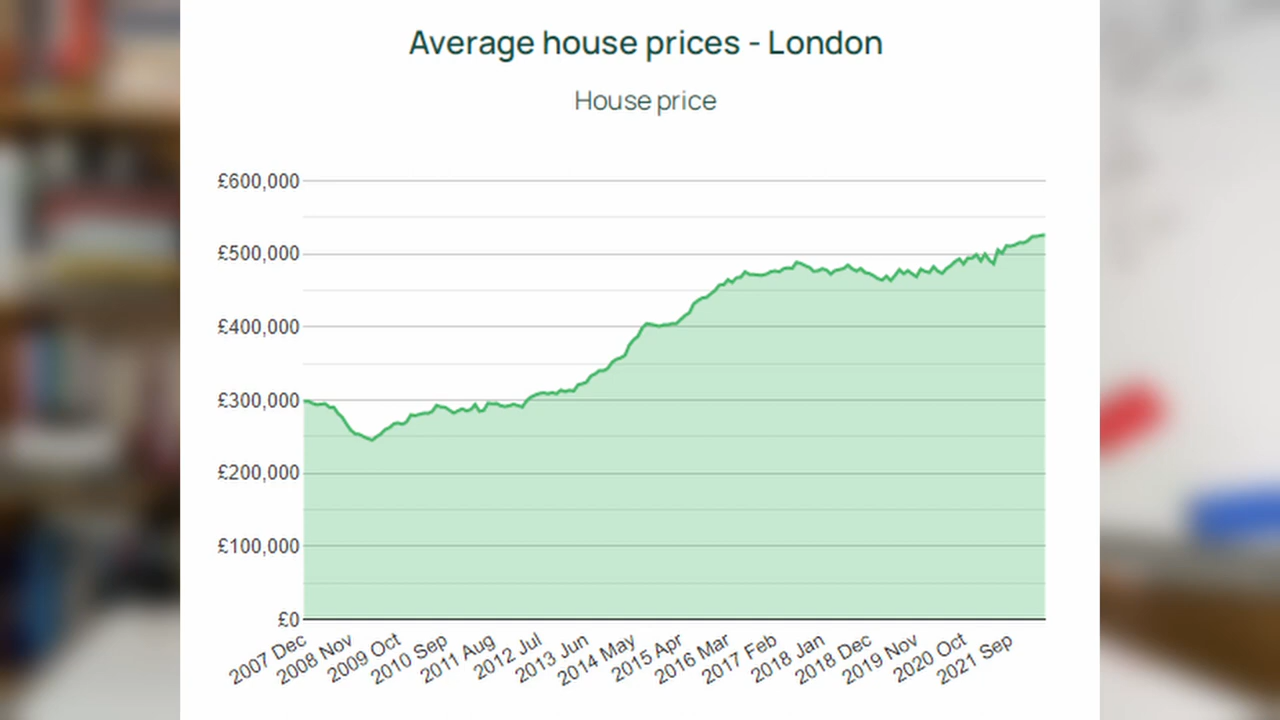 Average house prices - London
House price
£600,000
£500,000
£400,000
£300,000
£200,000
£100,000
£0
2007 Dec
2008 Nov
2009 Oct
2010 Sep
2011 Aug
2012 Jul
2013 Jun
2014 May
2015 Apr
2016 Mar
2017 Feb
2018 Jan
2018 Dec
2019 Nov
2020 Oct
2021 Sep